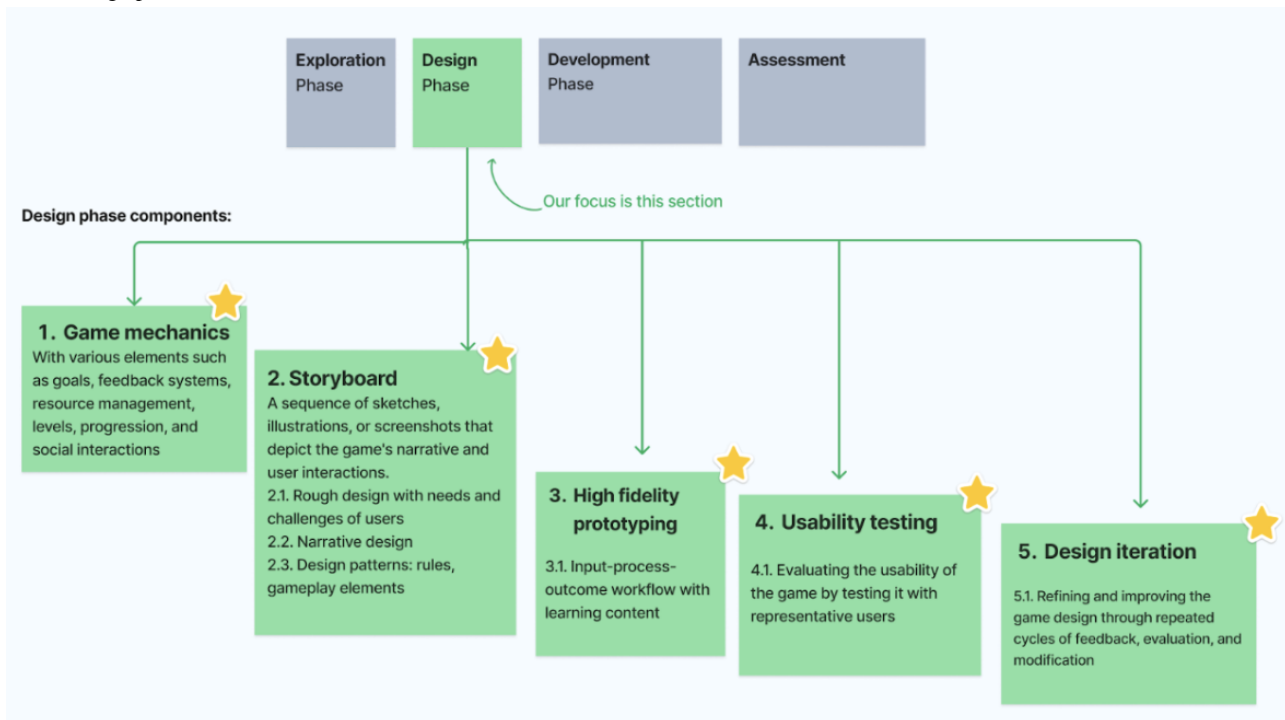 Exploration
Phase
Design
Phase
Development
Phase
Assessment
Our focus is this section
Design phase components:
1. Game mechanics
With various elements such
as goals, feedback systems,
resource management,
levels, progression, and
social interactions
2. Storyboard
A sequence of sketches,
illustrations, or screenshots that
depict the game's narrative and
user interactions.
2.1. Rough design with needs and
challenges of users
2.2. Narrative design
2.3. Design patterns: rules,
gameplay elements
3. High fidelity
prototyping
3.1. Input-process-
outcome workflow with
learning content
4. Usability testing
4.1. Evaluating the usability of
the game by testing it with
representative users
5. Design iteration
5.1. Refining and improving the
game design through repeated
cycles of feedback, evaluation, and
modification